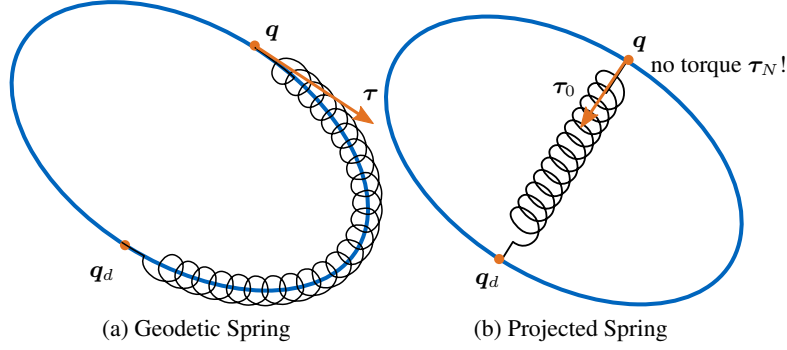 q
τ
q_d
(a) Geodetic Spring
q
no torque τ_N!
τ_0
q_d
(b) Projected Spring